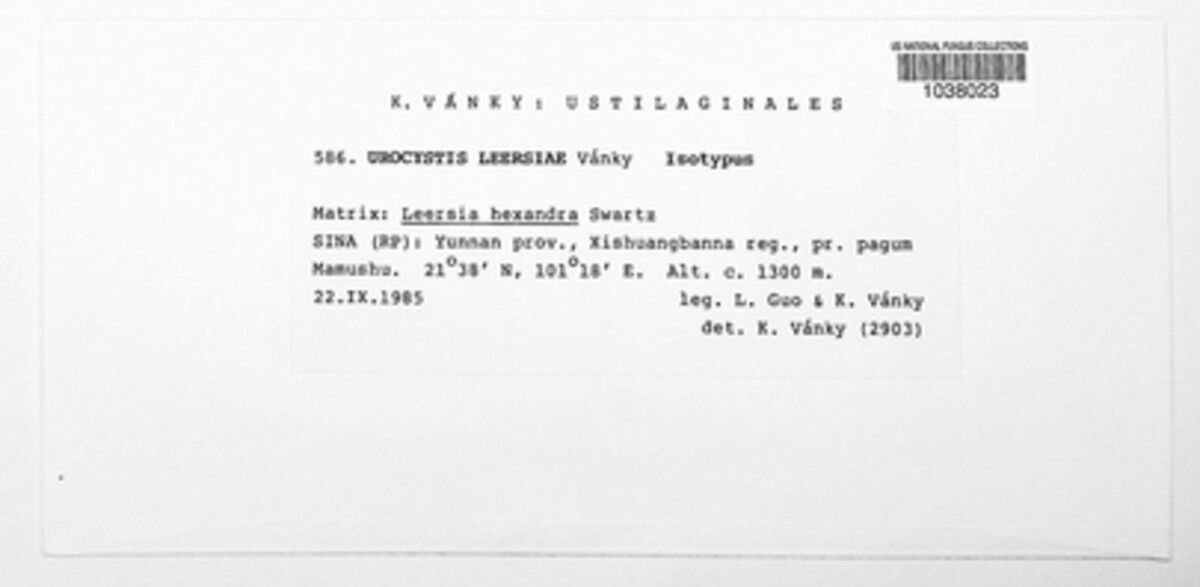 US NATIONAL FUNGUS COLLECTIONS
1038023
K. VÁNKY: USTILAGINALES
586. UROCYSTIS LEERSIAE Vánky Isotypus
Matrix: Leersia hexandra Swartz
SINA (RP): Yunnan prov., Xishuangbanna reg., pr. pagum
Mamushu. 21°38' N, 101°18' E. Alt. c. 1300 m.
22.IX.1985 leg. L. Guo & K. Vánky
det. K. Vánky (2903)